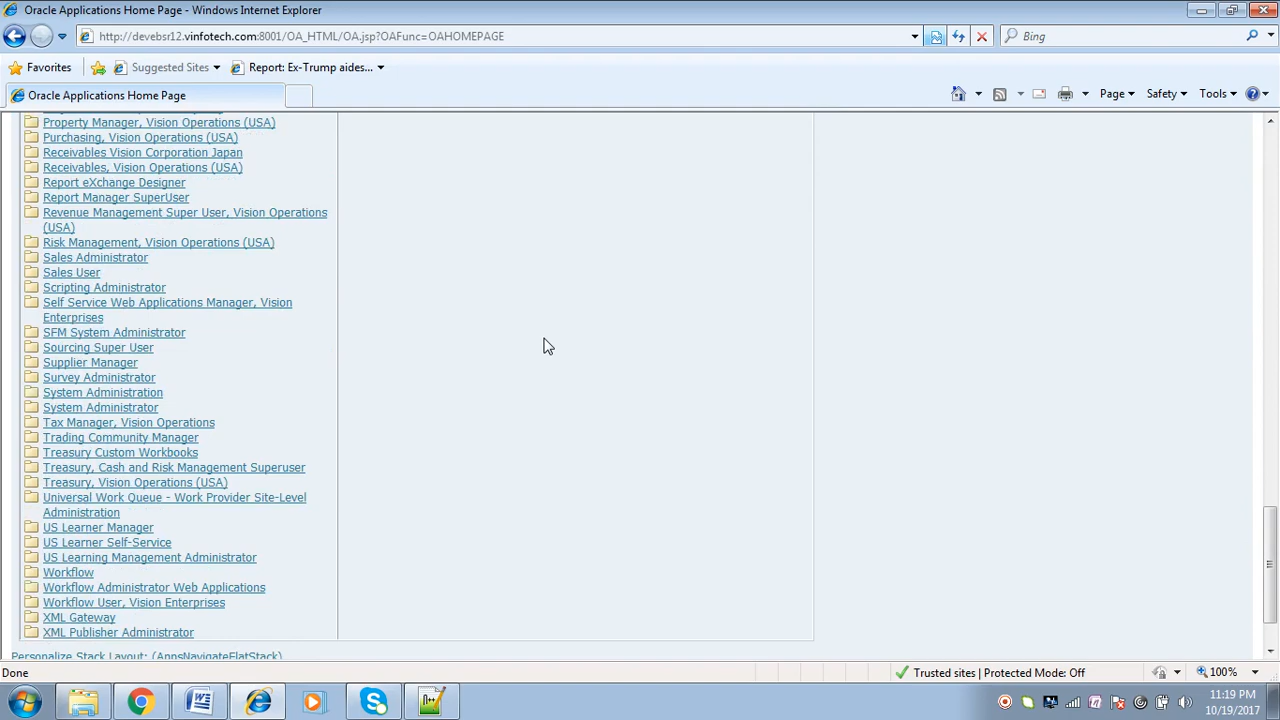 Oracle Applications Home Page - Windows Internet Explorer
http://devebsr12.vinfotech.com:8001/OA_HTML/OA.jsp?OAFunc=OAHOMEPAGE
Bing
Favorites
Suggested Sites
Report: Ex-Trump aides...
Oracle Applications Home Page
Page
Safety
Tools
Property Manager, Vision Operations (USA)
Purchasing, Vision Operations (USA)
Receivables Vision Corporation Japan
Receivables, Vision Operations (USA)
Report eXchange Designer
Report Manager SuperUser
Revenue Management Super User, Vision Operations
(USA)
Risk Management, Vision Operations (USA)
Sales Administrator
Sales User
Scripting Administrator
Self Service Web Applications Manager, Vision
Enterprises
SFM System Administrator
Sourcing Super User
Supplier Manager
Survey Administrator
System Administration
System Administrator
Tax Manager, Vision Operations
Trading Community Manager
Treasury Custom Workbooks
Treasury, Cash and Risk Management Superuser
Treasury, Vision Operations (USA)
Universal Work Queue - Work Provider Site-Level
Administration
US Learner Manager
US Learner Self-Service
US Learning Management Administrator
Workflow
Workflow Administrator Web Applications
Workflow User, Vision Enterprises
XML Gateway
XML Publisher Administrator
Personalize Stack Layout: (AppsNavigateFlatStack)
Done
Trusted sites | Protected Mode: Off
100%
11:19 PM
10/19/2017